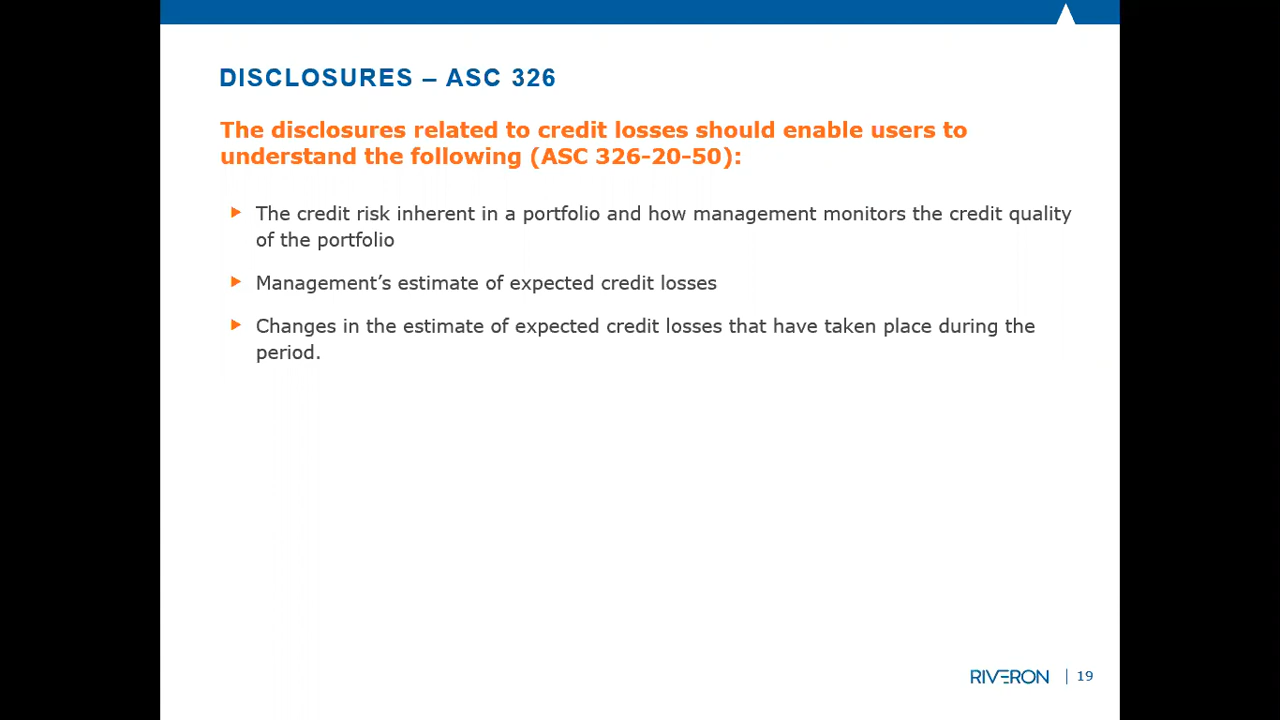 DISCLOSURES – ASC 326
The disclosures related to credit losses should enable users to
understand the following (ASC 326-20-50):
The credit risk inherent in a portfolio and how management monitors the credit quality
of the portfolio
Management’s estimate of expected credit losses
Changes in the estimate of expected credit losses that have taken place during the
period.
RIVERON | 19